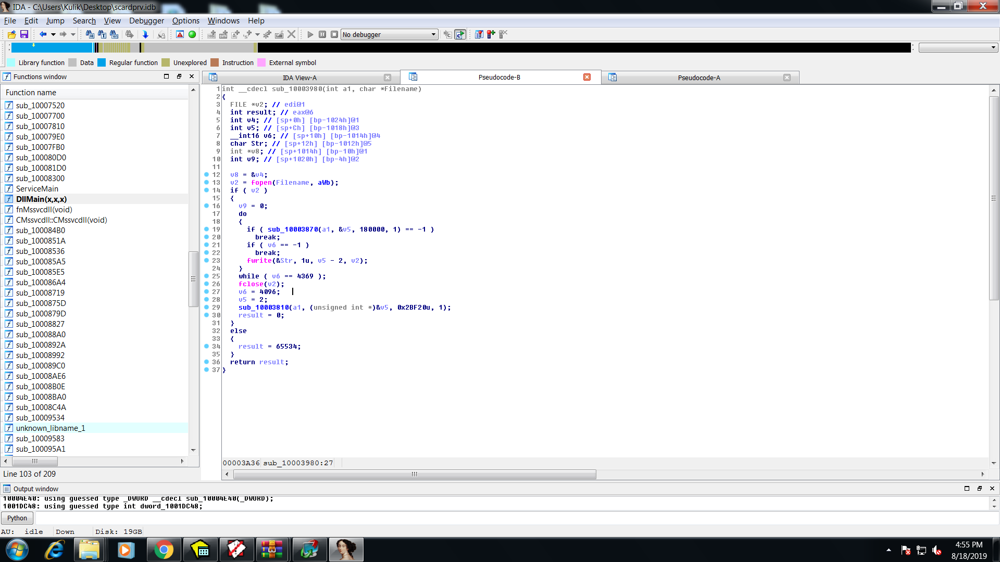 IDA - C:\Users\Kulik\Desktop\scardprv.idb
File Edit Jump Search View Debugger Options Windows Help
No debugger
Library function Data Regular function Unexplored Instruction External symbol
Functions window
Function name
sub_10007520
sub_10007700
sub_10007810
sub_100079E0
sub_10007FB0
sub_100080D0
sub_100081D0
sub_10008300
ServiceMain
DllMain(x,x,x)
fnMssvcdll(void)
CMssvcdll::CMssvcdll(void)
sub_100084B0
sub_1000851A
sub_10008536
sub_100085A5
sub_100085E5
sub_100086A4
sub_10008719
sub_1000875D
sub_1000879D
sub_10008827
sub_100088A0
sub_1000892A
sub_10008992
sub_100089C0
sub_10008AE6
sub_10008B0E
sub_10008BA0
sub_10008C4A
sub_10009534
unknown_libname_1
sub_10009583
sub_100095A1
Line 103 of 209
IDA View-A Pseudocode-B Pseudocode-A
1 int __cdecl sub_10003980(int a1, char *Filename)
2 {
3 FILE *v2; // edi@1
4 int result; // eax@6
5 int v4; // [sp+0h] [bp-1024h]@1
6 int v5; // [sp+Ch] [bp-1018h]@3
7 __int16 v6; // [sp+10h] [bp-1014h]@4
8 char Str; // [sp+12h] [bp-1012h]@5
9 int *v8; // [sp+1014h] [bp-10h]@1
10 int v9; // [sp+1020h] [bp-4h]@2
11
12 v8 = &v4;
13 v2 = fopen(Filename, aWb);
14 if ( v2 )
15 {
16 v9 = 0;
17 do
18 {
19 if ( sub_10003870(a1, &v5, 180000, 1) == -1 )
20 break;
21 if ( v6 == -1 )
22 break;
23 fwrite(&Str, 1u, v5 - 2, v2);
24 }
25 while ( v6 == 4369 );
26 fclose(v2);
27 v6 = 4096;
28 v5 = 2;
29 sub_10003810(a1, (unsigned int *)&v5, 0x2BF20u, 1);
30 result = 0;
31 }
32 else
33 {
34 result = 65534;
35 }
36 return result;
37 }
00003A36 sub_10003980:27
Output window
10004E40: using guessed type _DWORD __cdecl sub_10004E40(_DWORD);
1001DC48: using guessed type int dword_1001DC48;
Python
AU: idle Down Disk: 19GB
4:55 PM
8/18/2019